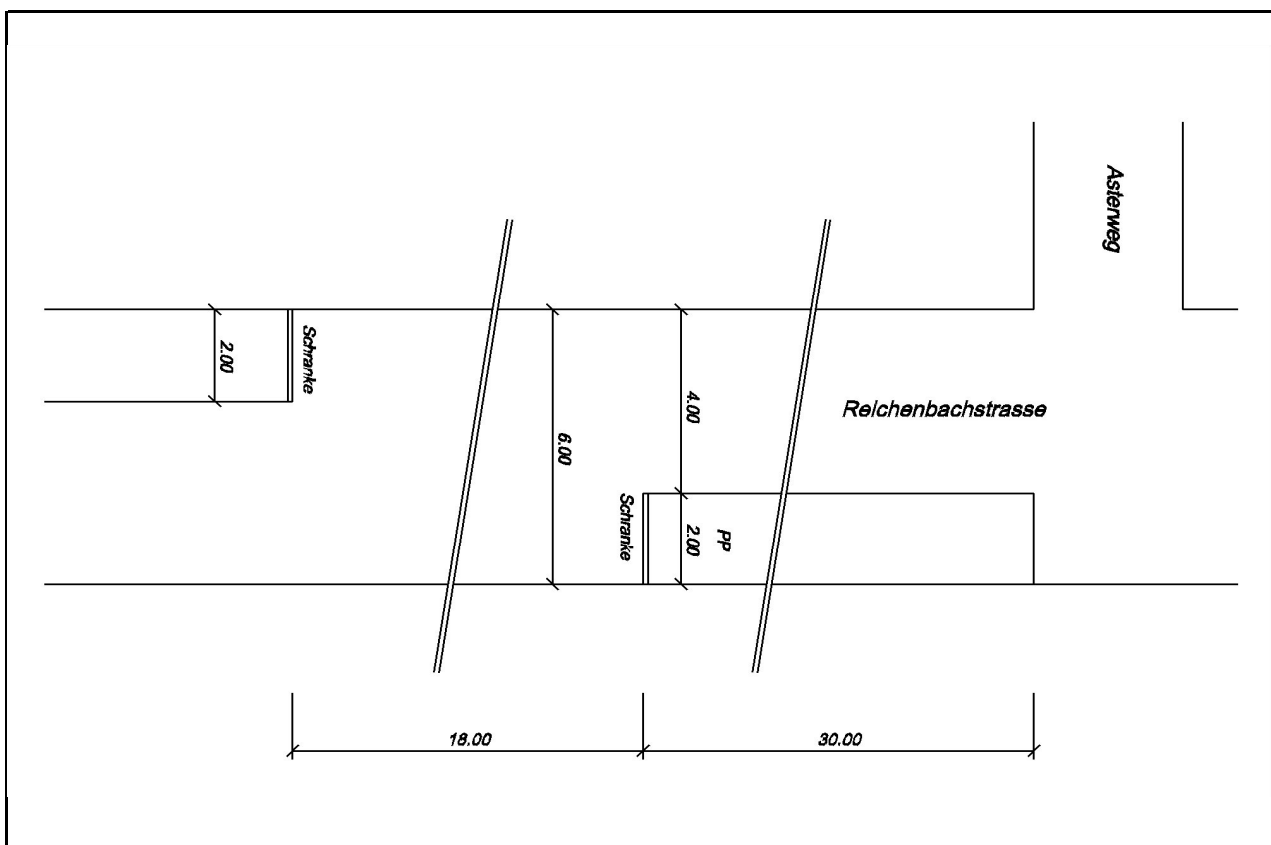 Asterweg
Schranke
2.00
4.00
Reichenbachstrasse
6.00
Schranke
2.00
PP
18.00
30.00